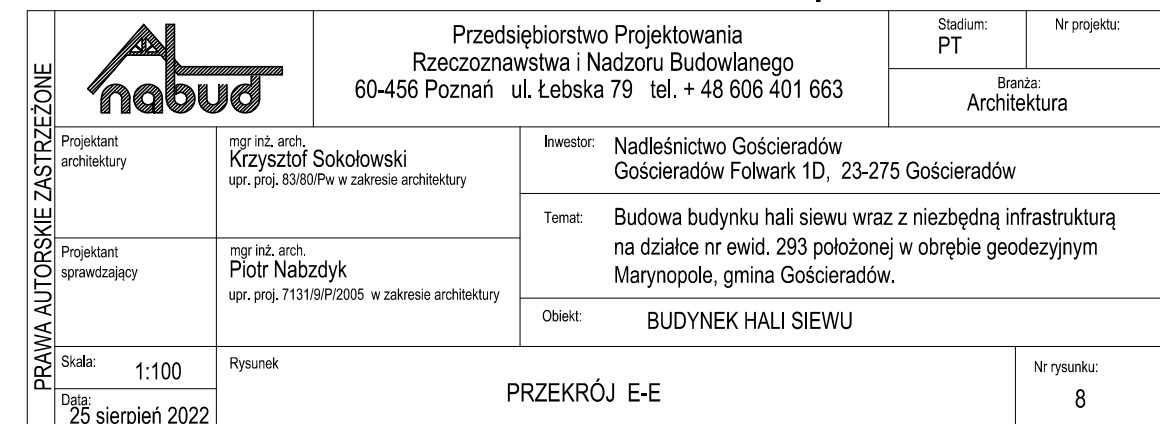 PRAWA AUTORSKIE ZASTRZEŻONE
nabud
Przedsiębiorstwo Projektowania
Rzeczoznawstwa i Nadzoru Budowlanego
60-456 Poznań ul. Łebska 79 tel. + 48 606 401 663
Stadium:
PT
Nr projektu:
Branża:
Architektura
Projektant
architektury
mgr inż. arch.
Krzysztof Sokołowski
upr. proj. 83/80/Pw w zakresie architektury
Inwestor:
Nadleśnictwo Gościeradów
Gościeradów Folwark 1D, 23-275 Gościeradów
Temat:
Budowa budynku hali siewu wraz z niezbędną infrastrukturą
na działce nr ewid. 293 położonej w obrębie geodezyjnym
Marynopole, gmina Gościeradów.
Projektant
sprawdzający
mgr inż. arch.
Piotr Nabzdyk
upr. proj. 7131/9/P/2005 w zakresie architektury
Obiekt:
BUDYNEK HALI SIEWU
Skala:
1:100
Rysunek
PRZEKRÓJ E-E
Nr rysunku:
8
Data:
25 sierpień 2022